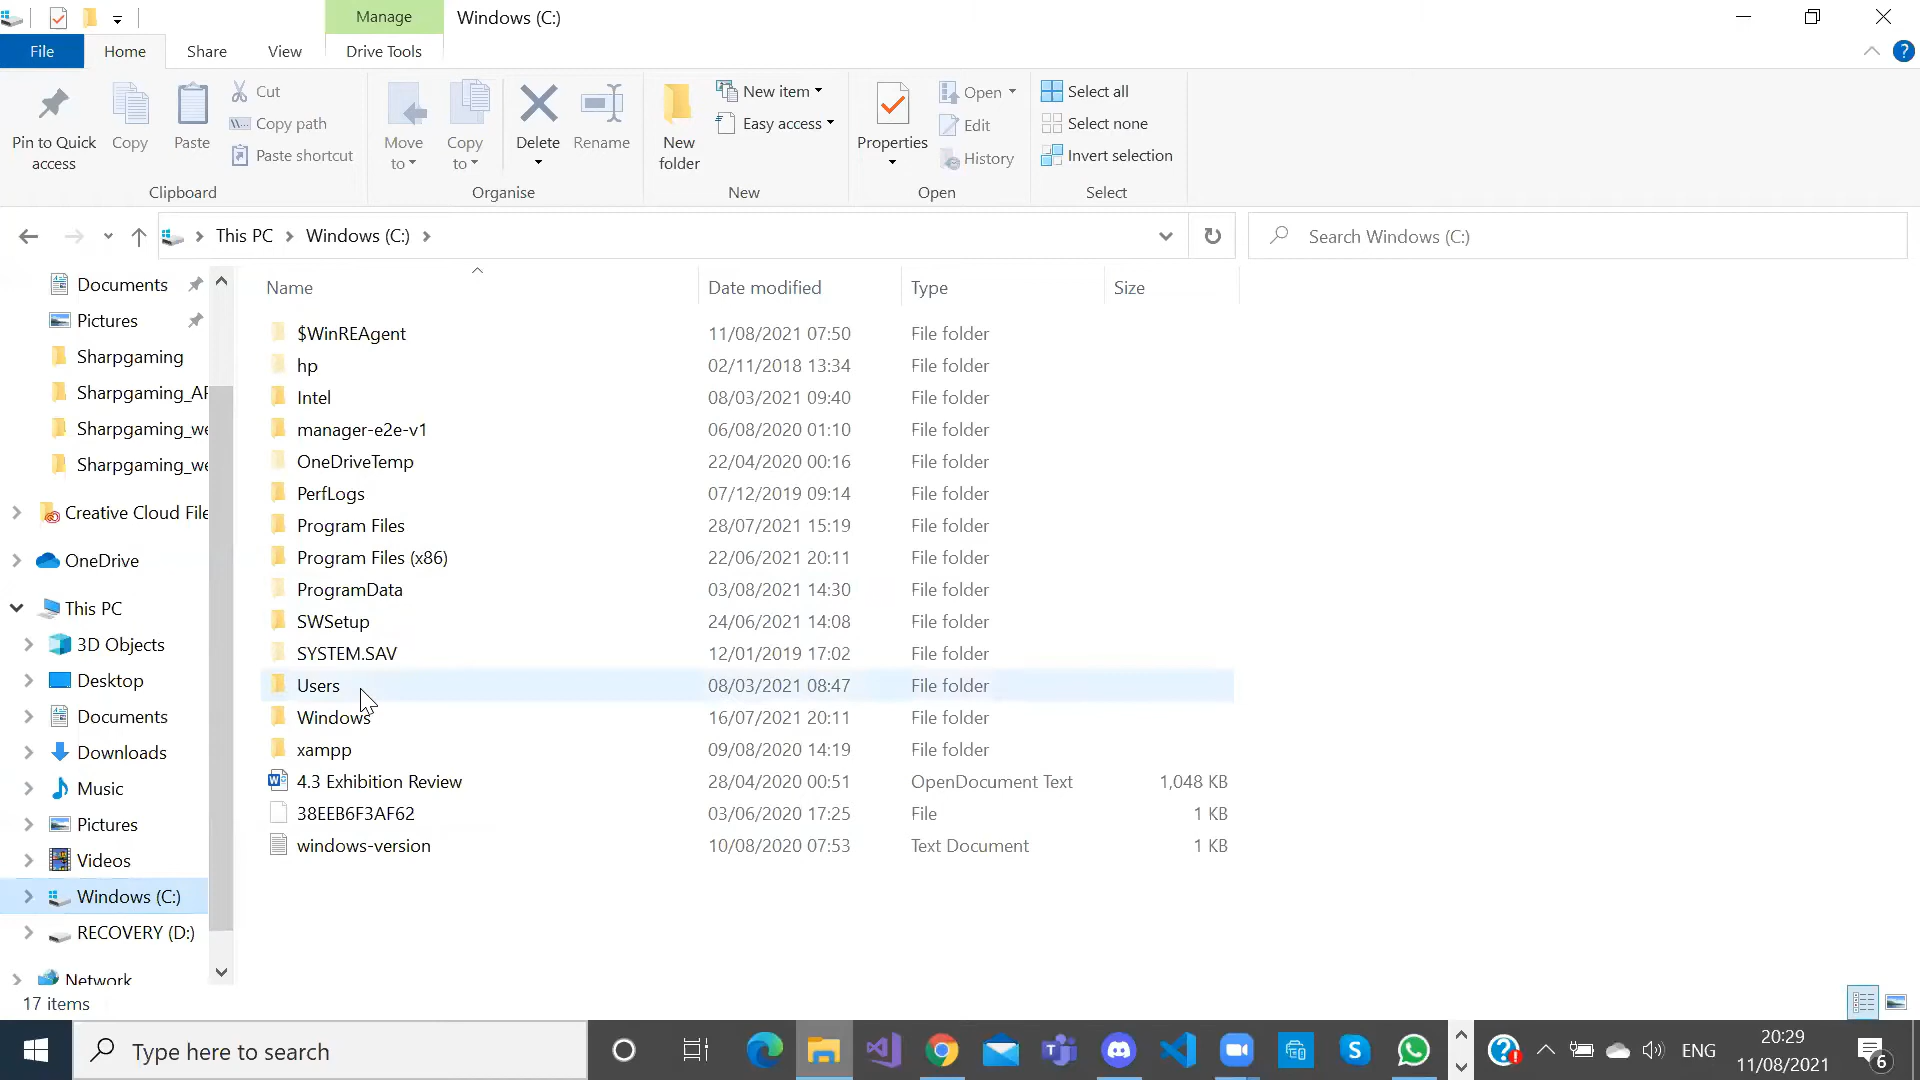 Manage
Windows (C:)
File
Home
Share
View
Drive Tools
Pin to Quick
access
Copy
Paste
Cut
Copy path
Paste shortcut
Clipboard
Move
to
Copy
to
Delete
Rename
Organise
New
folder
New item
Easy access
New
Properties
Open
Edit
History
Open
Select all
Select none
Invert selection
Select
This PC
Windows (C:)
Search Windows (C:)
Documents
Pictures
Sharpgaming
Sharpgaming_AP
Sharpgaming_we
Sharpgaming_we
Creative Cloud File
OneDrive
This PC
3D Objects
Desktop
Documents
Downloads
Music
Pictures
Videos
Windows (C:)
RECOVERY (D:)
Network
Name Date modified Type Size
$WinREAgent 11/08/2021 07:50 File folder
hp 02/11/2018 13:34 File folder
Intel 08/03/2021 09:40 File folder
manager-e2e-v1 06/08/2020 01:10 File folder
OneDriveTemp 22/04/2020 00:16 File folder
PerfLogs 07/12/2019 09:14 File folder
Program Files 28/07/2021 15:19 File folder
Program Files (x86) 22/06/2021 20:11 File folder
ProgramData 03/08/2021 14:30 File folder
SWSetup 24/06/2021 14:08 File folder
SYSTEM.SAV 12/01/2019 17:02 File folder
Users 08/03/2021 08:47 File folder
Windows 16/07/2021 20:11 File folder
xampp 09/08/2020 14:19 File folder
4.3 Exhibition Review 28/04/2020 00:51 OpenDocument Text 1,048 KB
38EEB6F3AF62 03/06/2020 17:25 File 1 KB
windows-version 10/08/2020 07:53 Text Document 1 KB
17 items
Type here to search
ENG
20:29
11/08/2021
6